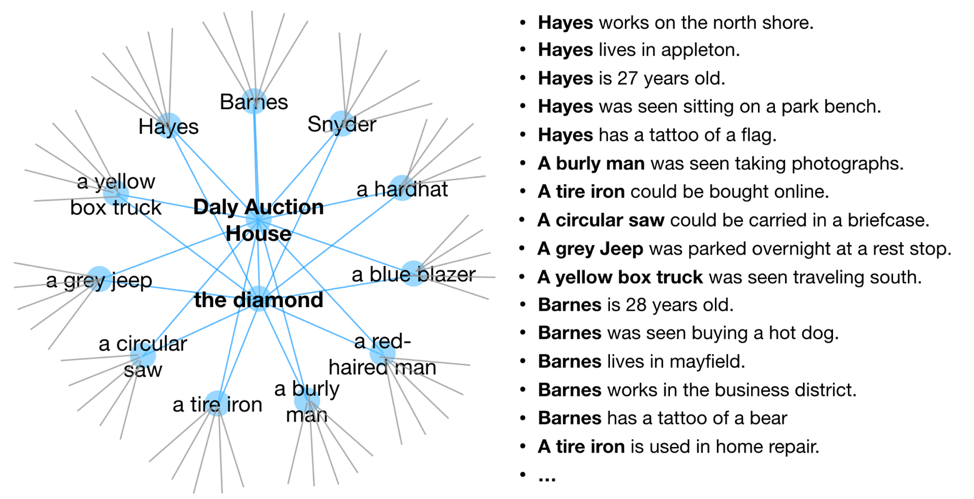 Barnes
Hayes
Snyder
a yellow
box truck
a hardhat
Daly Auction
House
a grey jeep
a blue blazer
the diamond
a circular
saw
a red-
haired man
a tire iron
a burly
man
• Hayes works on the north shore.
• Hayes lives in appleton.
• Hayes is 27 years old.
• Hayes was seen sitting on a park bench.
• Hayes has a tattoo of a flag.
• A burly man was seen taking photographs.
• A tire iron could be bought online.
• A circular saw could be carried in a briefcase.
• A grey Jeep was parked overnight at a rest stop.
• A yellow box truck was seen traveling south.
• Barnes is 28 years old.
• Barnes was seen buying a hot dog.
• Barnes lives in mayfield.
• Barnes works in the business district.
• Barnes has a tattoo of a bear
• A tire iron is used in home repair.
• ...